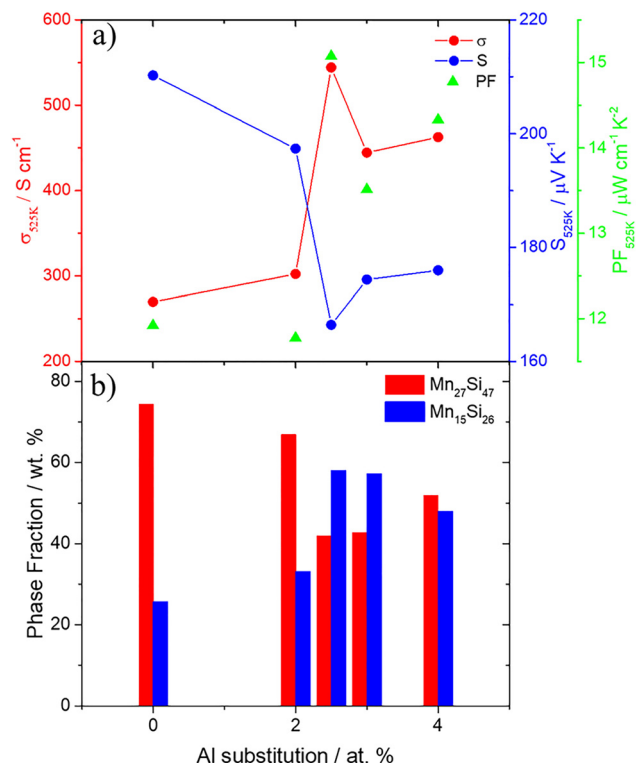 a)
600
500
400
300
200
σ525K / S cm-1
σ
S
PF
220
200
180
160
S525K / μV K-1
15
14
13
12
PF525K / μW cm-1 K-2
b)
Mn27Si47
Mn15Si26
80
60
40
20
0
Phase Fraction / wt. %
0 2 4
Al substitution / at. %